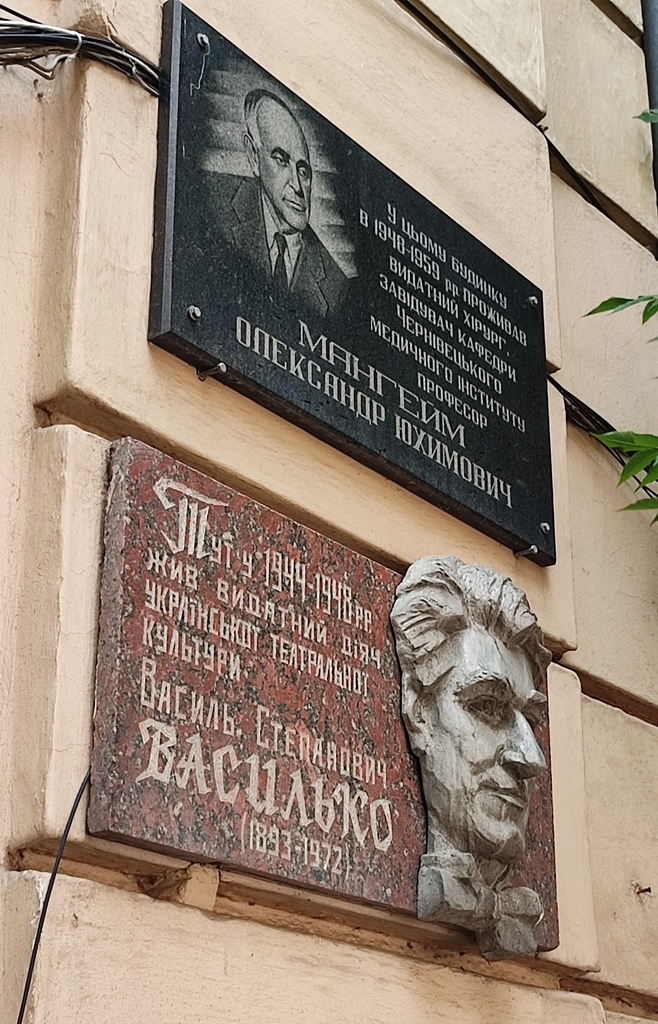 У ЦЬОМУ БУДИНКУ
В 1948-1959 рр ПРОЖИВАВ
ВИДАТНИЙ ХІРУРГ,
ЗАВІДУВАЧ КАФЕДРИ
ЧЕРНІВЕЦЬКОГО
МЕДИЧНОГО ІНСТИТУТУ
ПРОФЕСОР
МАНГЕЙМ
ОЛЕКСАНДР ЮХИМОВИЧ
Тут у 1944-1948 рр
жив видатний діяч
української театральної
культури
Василь Степанович
ВАСИЛЬКО
(1893-1972)